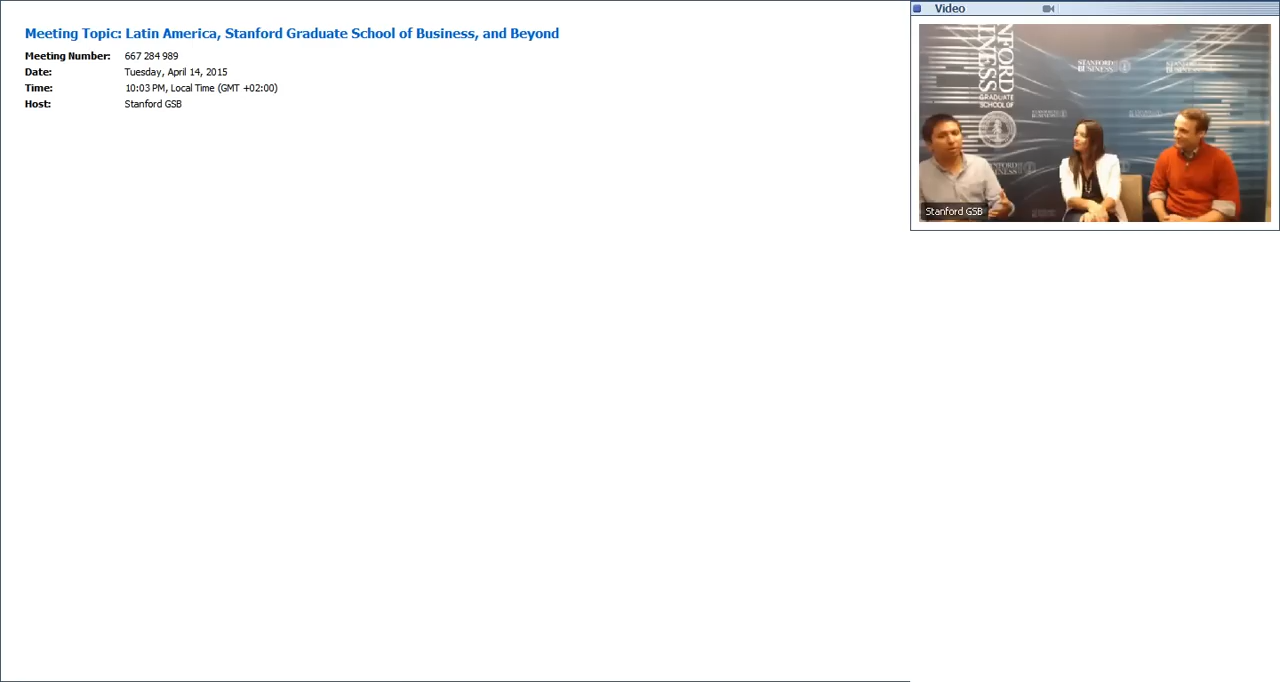 Meeting Topic: Latin America, Stanford Graduate School of Business, and Beyond
Meeting Number: 667 284 989
Date: Tuesday, April 14, 2015
Time: 10:03 PM, Local Time (GMT +02:00)
Host: Stanford GSB
Video
GRADUATE
SCHOOL OF
STANFORD
BUSINESS
Stanford GSB